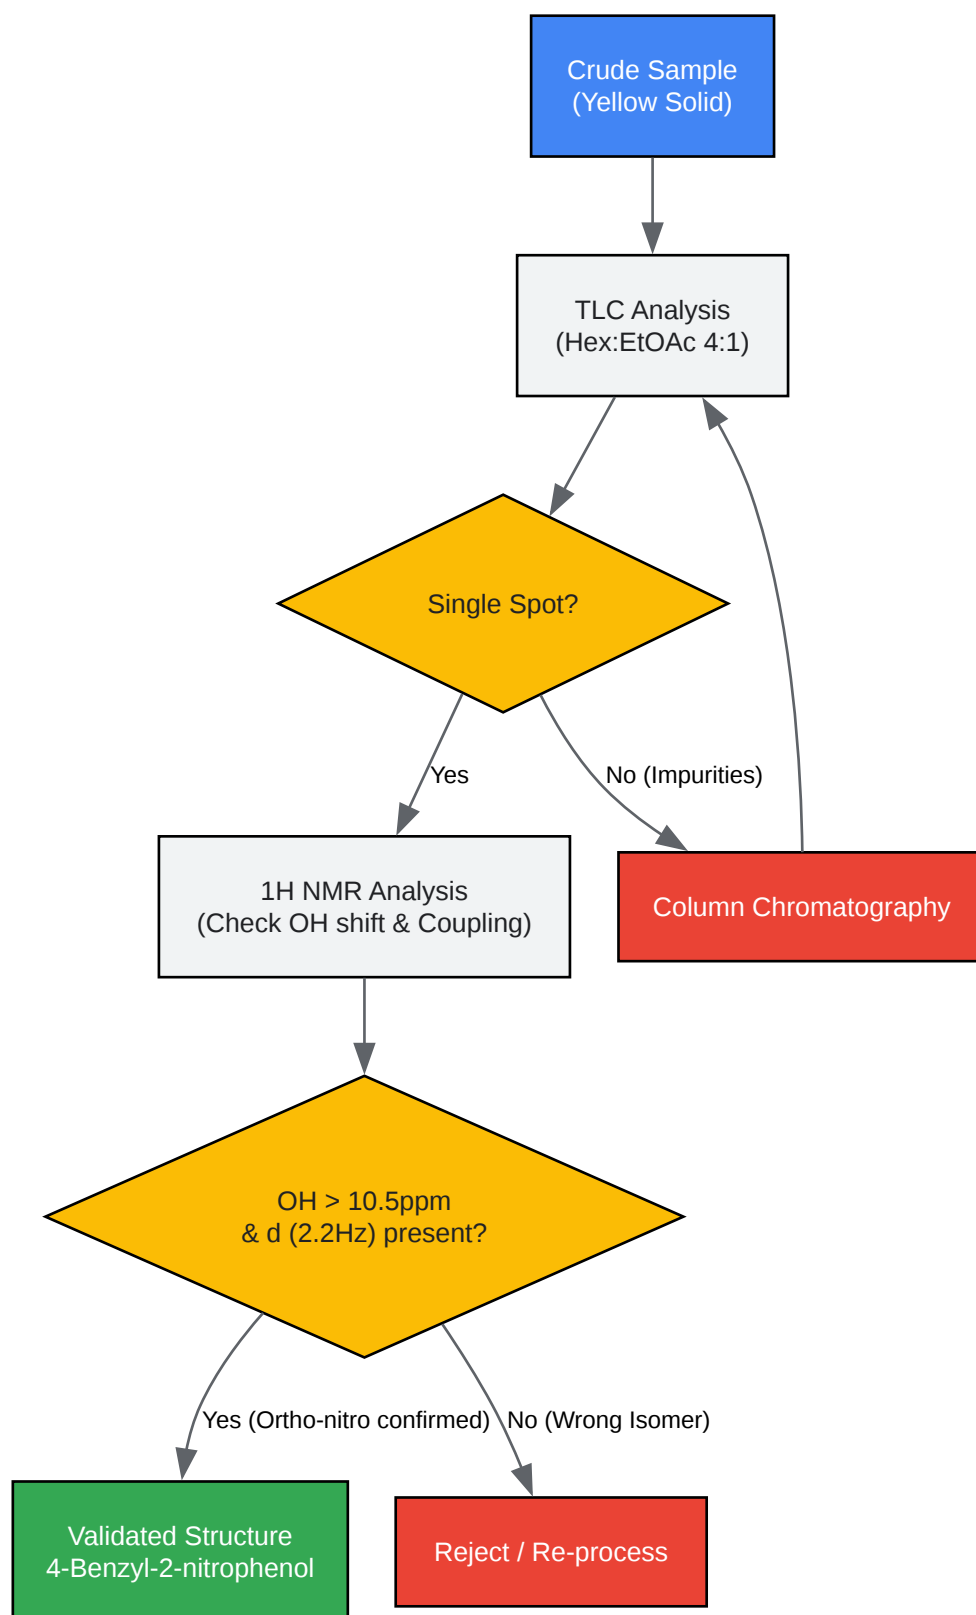 Crude Sample
(Yellow Solid)
TLC Analysis
(Hex:EtOAc 4:1)
Single Spot?
Yes
No (Impurities)
1H NMR Analysis
(Check OH shift & Coupling)
Column Chromatography
OH > 10.5ppm
& d (2.2Hz) present?
Yes (Ortho-nitro confirmed)
No (Wrong Isomer)
Validated Structure
4-Benzyl-2-nitrophenol
Reject / Re-process